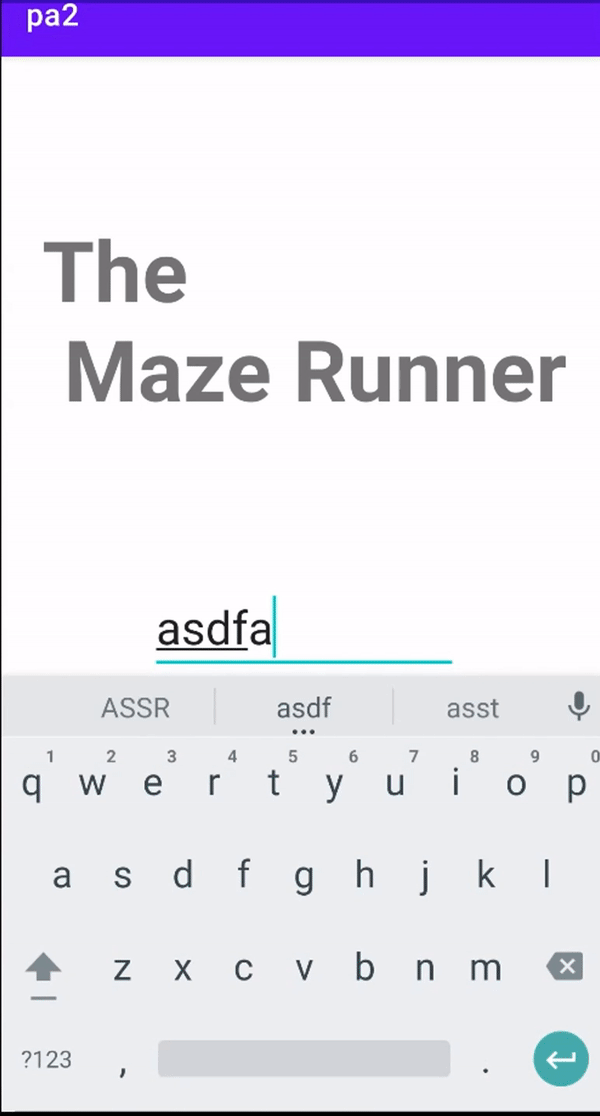 pa2
The
Maze Runner
asdfa
ASSR asdf asst
1 2 3 4 5 6 7 8 9 0
q w e r t y u i o p
a s d f g h j k l
z x c v b n m
?123 , .